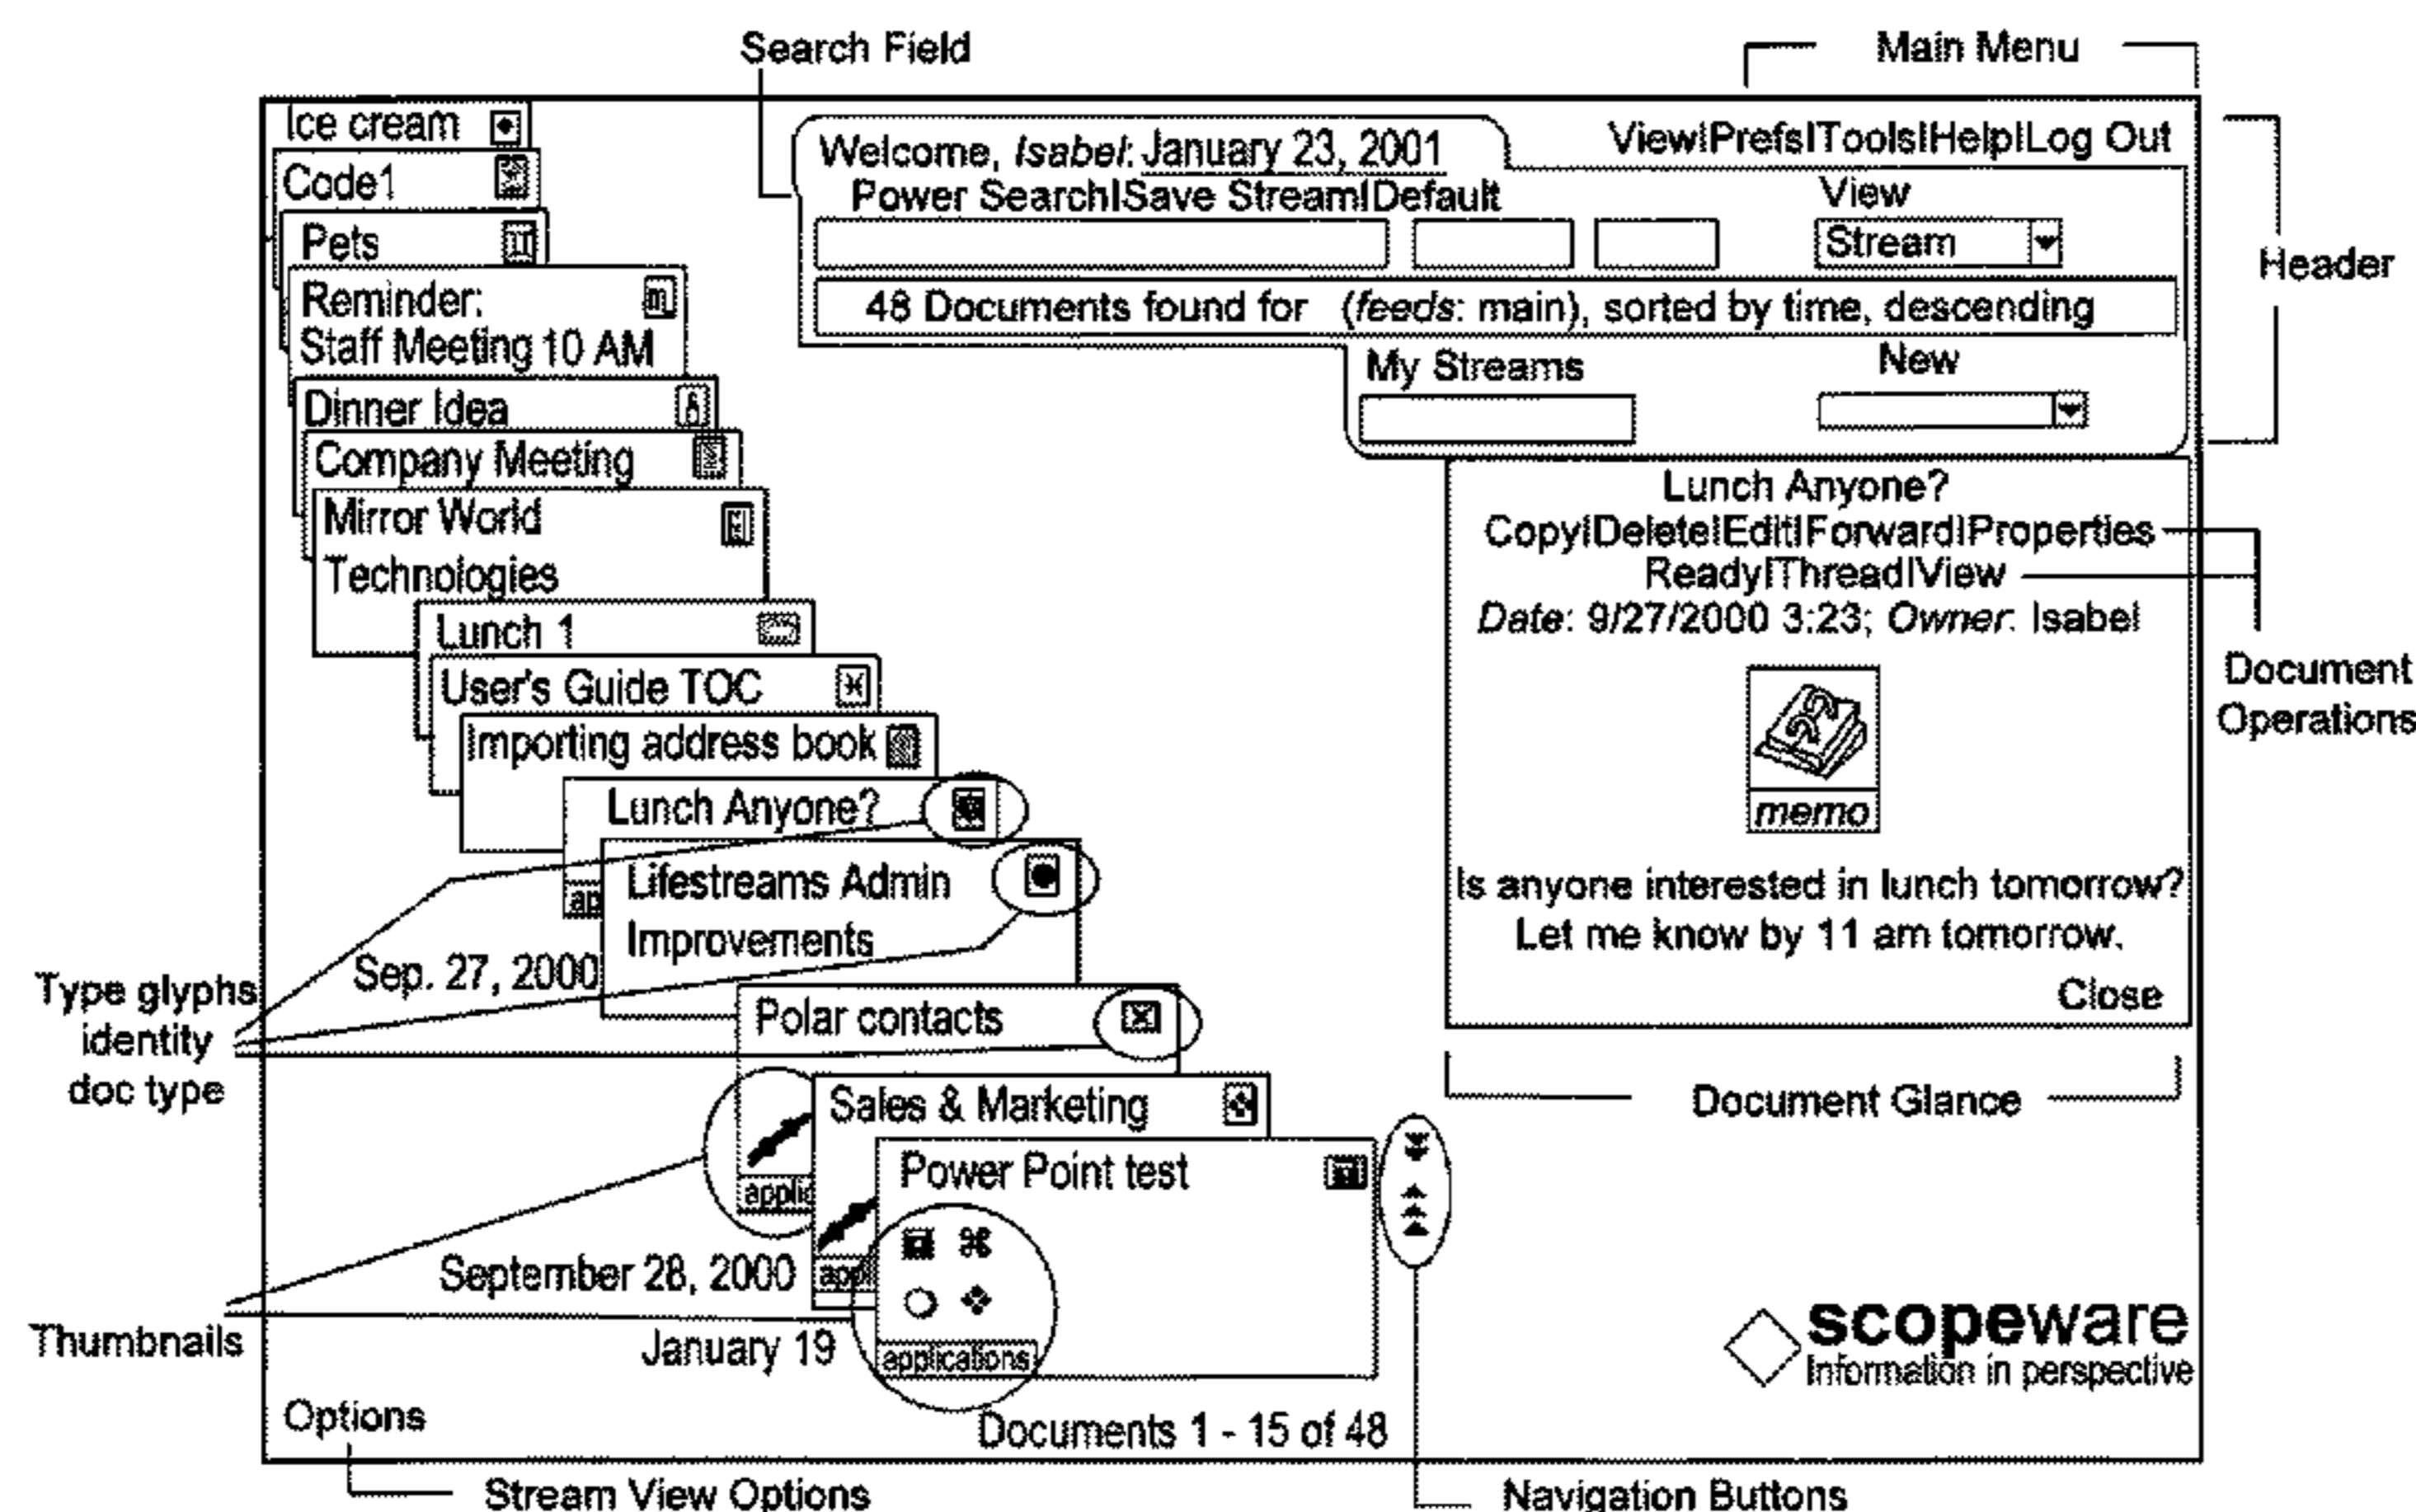 Search Field
Main Menu
Ice cream
Code1
Pets
Reminder:
Staff Meeting 10 AM
Dinner Idea
Company Meeting
Mirror World
Technologies
Lunch 1
User's Guide TOC
Importing address book
Lunch Anyone?
ap
Lifestreams Admin
Improvements
Sep. 27, 2000
Polar contacts
applic
Sales & Marketing
appl
September 28, 2000
Power Point test
applications
January 19
Documents 1 - 15 of 48
Options
Welcome, Isabel: January 23, 2001
View|Prefs|Tools|Help|Log Out
Power Search|Save Stream|Default
View
Stream
48 Documents found for (feeds: main), sorted by time, descending
My Streams
New
Header
Lunch Anyone?
Copy|Delete|Edit|Forward|Properties
Ready|Thread|View
Date: 9/27/2000 3:23; Owner: Isabel
memo
Is anyone interested in lunch tomorrow?
Let me know by 11 am tomorrow.
Close
Document
Operations
Document Glance
Type glyphs
identity
doc type
Thumbnails
scopeware
Information in perspective
Stream View Options
Navigation Buttons